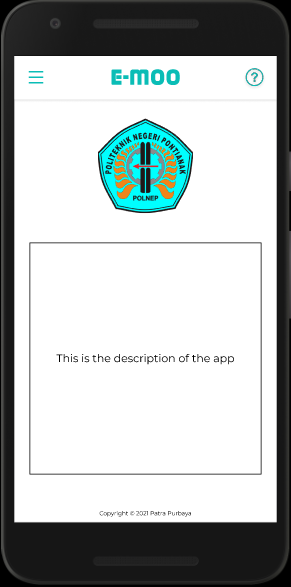 E-MOO
?
POLITEKNIK NEGERI PONTIANAK
POLNEP
This is the description of the app
Copyright © 2021 Patra Purbaya